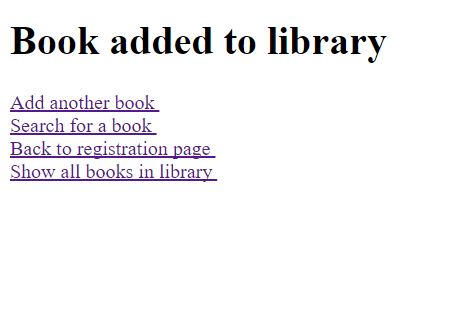 Book added to library
Add another book
Search for a book
Back to registration page
Show all books in library